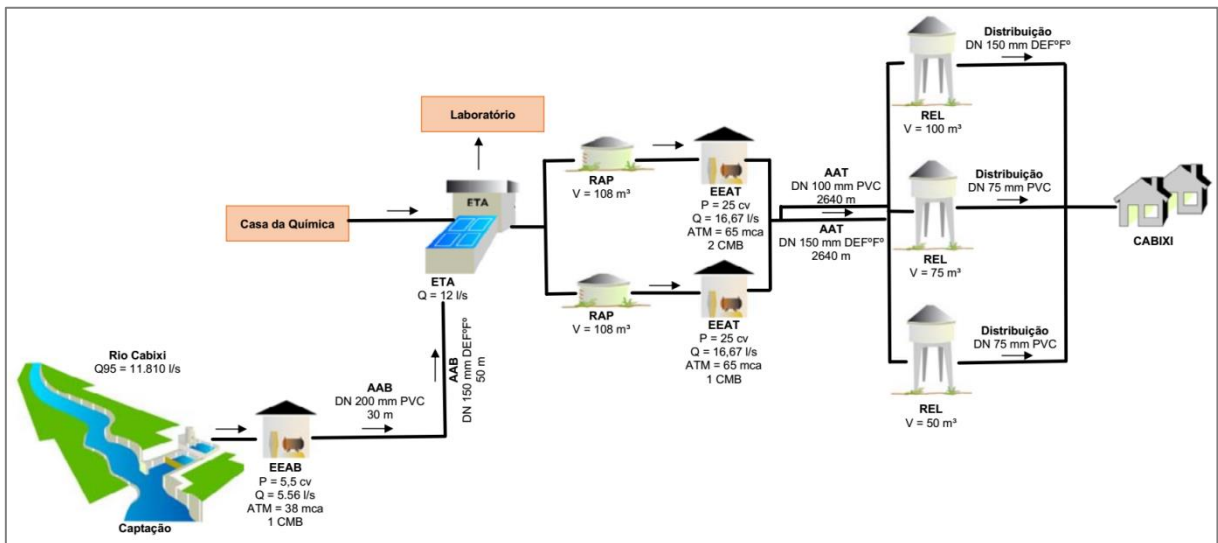 Rio Cabixi
Q95 = 11.810 l/s
Captação
EEAB
P = 5,5 cv
Q = 5.56 l/s
ATM = 38 mca
1 CMB
AAB
DN 200 mm PVC
30 m
AAB
DN 150 mm DEFºFº
50 m
Casa da Química
Laboratório
ETA
ETA
Q = 12 l/s
RAP
V = 108 m³
RAP
V = 108 m³
EEAT
P = 25 cv
Q = 16,67 l/s
ATM = 65 mca
2 CMB
EEAT
P = 25 cv
Q = 16,67 l/s
ATM = 65 mca
1 CMB
AAT
DN 100 mm PVC
2640 m
AAT
DN 150 mm DEFºFº
2640 m
REL
V = 100 m³
REL
V = 75 m³
REL
V = 50 m³
Distribuição
DN 150 mm DEFºFº
Distribuição
DN 75 mm PVC
Distribuição
DN 75 mm PVC
CABIXI